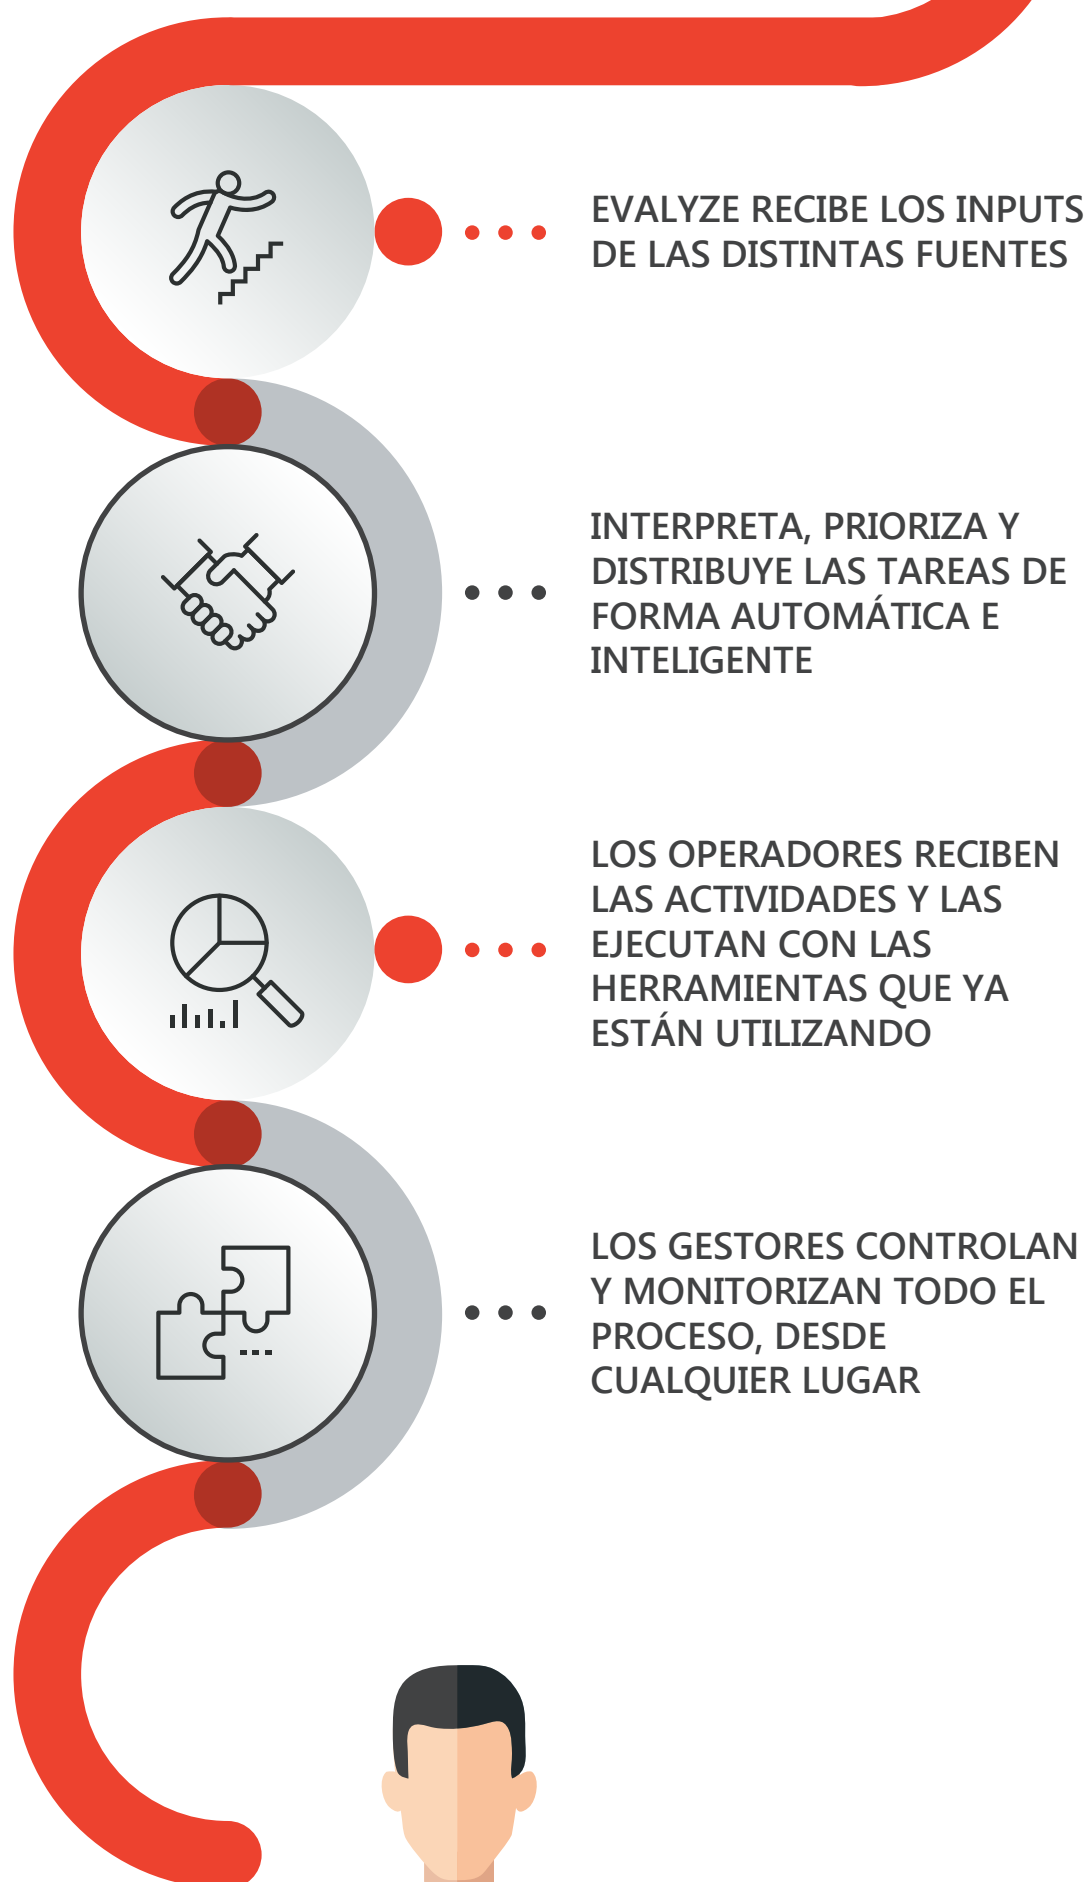 EVALYZE RECIBE LOS INPUTS
DE LAS DISTINTAS FUENTES
INTERPRETA, PRIORIZA Y
DISTRIBUYE LAS TAREAS DE
FORMA AUTOMÁTICA E
INTELIGENTE
LOS OPERADORES RECIBEN
LAS ACTIVIDADES Y LAS
EJECUTAN CON LAS
HERRAMIENTAS QUE YA
ESTÁN UTILIZANDO
LOS GESTORES CONTROLAN
Y MONITORIZAN TODO EL
PROCESO, DESDE
CUALQUIER LUGAR